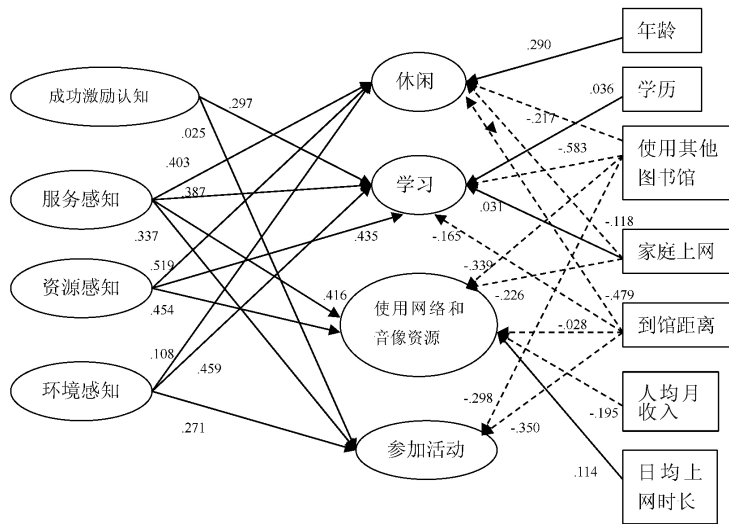 年龄
.290
休闲
学历
.036
成功激励认知
.297
-.217
.025
-.583
使用其他
图书馆
.403
服务感知
.387
学习
.031
-.118
.337
.435
-.165
家庭上网
.519
-.339
资源感知
.416
使用网络和
音像资源
-.226
-.479
.454
-.028
到馆距离
.108
.459
环境感知
-.298
-.195
人均月
收入
.271
-.350
参加活动
.114
日均上
网时长